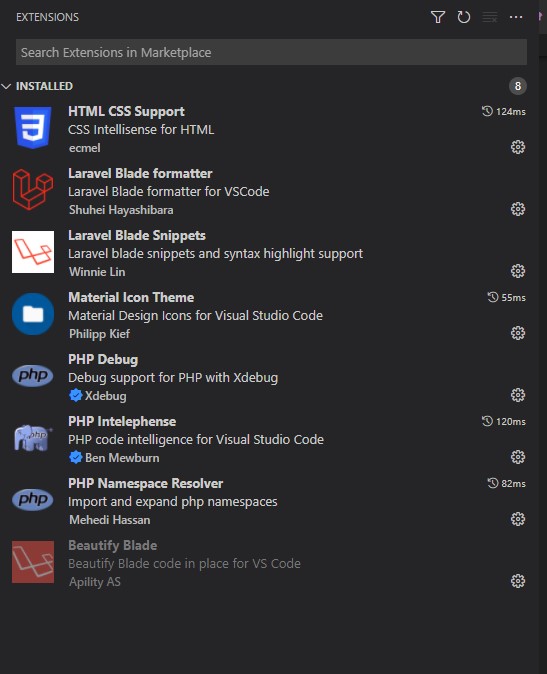 EXTENSIONS
Search Extensions in Marketplace
INSTALLED 8
HTML CSS Support 124ms
CSS Intellisense for HTML
ecmel
Laravel Blade formatter
Laravel Blade formatter for VSCode
Shuhei Hayashibara
Laravel Blade Snippets
Laravel blade snippets and syntax highlight support
Winnie Lin
Material Icon Theme 55ms
Material Design Icons for Visual Studio Code
Philipp Kief
php
PHP Debug
Debug support for PHP with Xdebug
Xdebug
php
PHP Intelephense 120ms
PHP code intelligence for Visual Studio Code
Ben Mewburn
php
PHP Namespace Resolver 82ms
Import and expand php namespaces
Mehedi Hassan
Beautify Blade
Beautify Blade code in place for VS Code
Apility AS